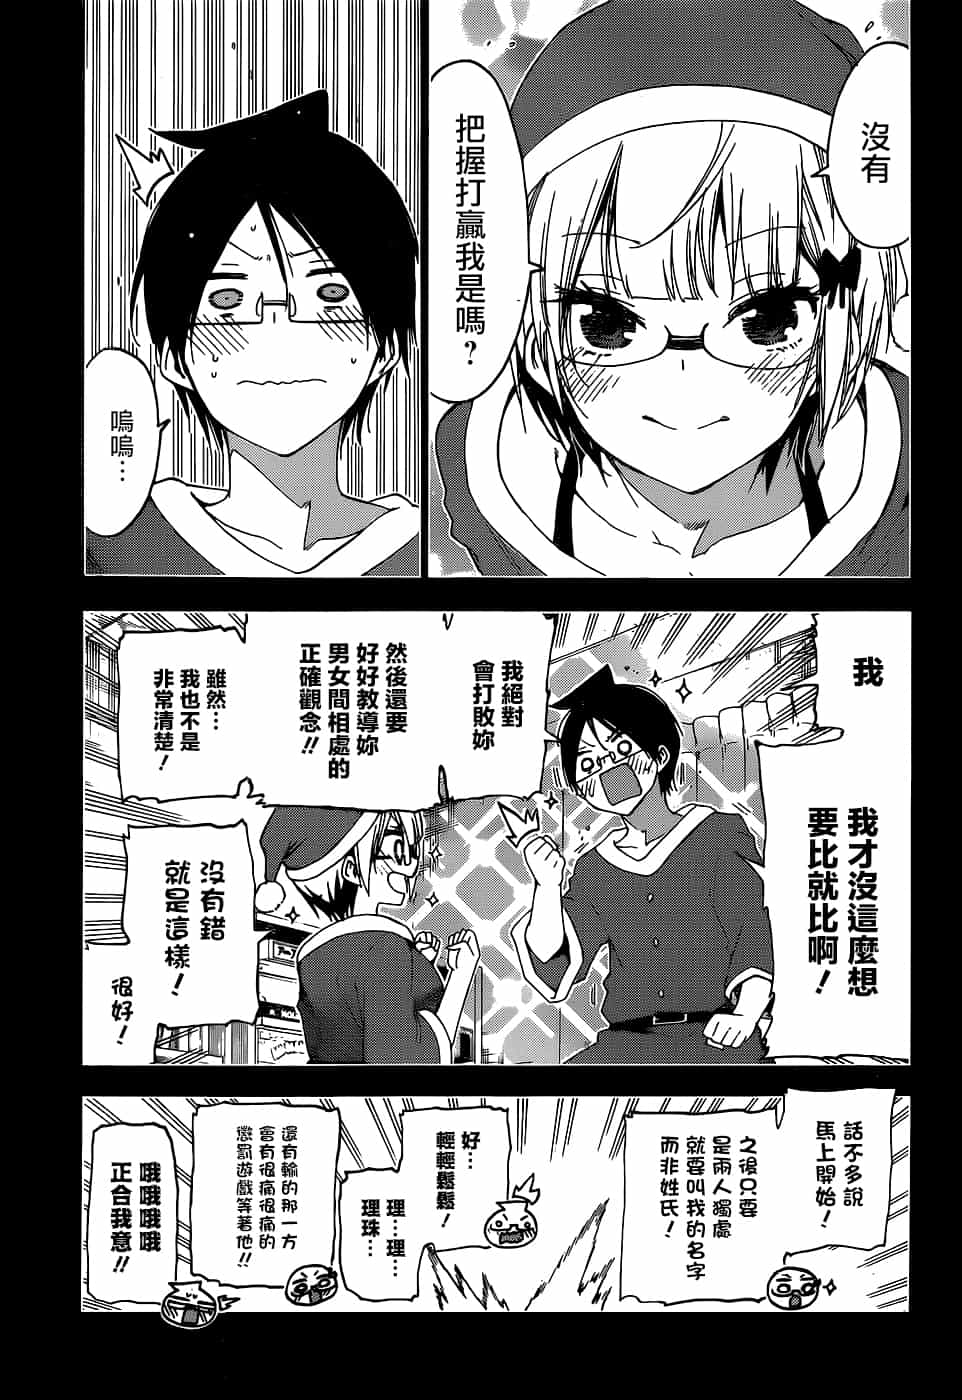 沒有
把握打贏我是嗎？
嗚嗚…
我
我才沒這麼想
要比就比啊！
我絕對
會打敗妳
然後還要
好好教導妳
男女間相處的
正確觀念!!
雖然…
我也不是
非常清楚！
沒有錯
就是這樣！
很好！
話不多說
馬上開始！
之後只要
是兩人獨處
就要叫我的名字
而非姓氏！
好…
輕輕鬆鬆！
理…理…
理珠…
還有輸的那一方
會有很痛很痛的
懲罰遊戲等著他!!
哦哦哦哦
正合我意!!